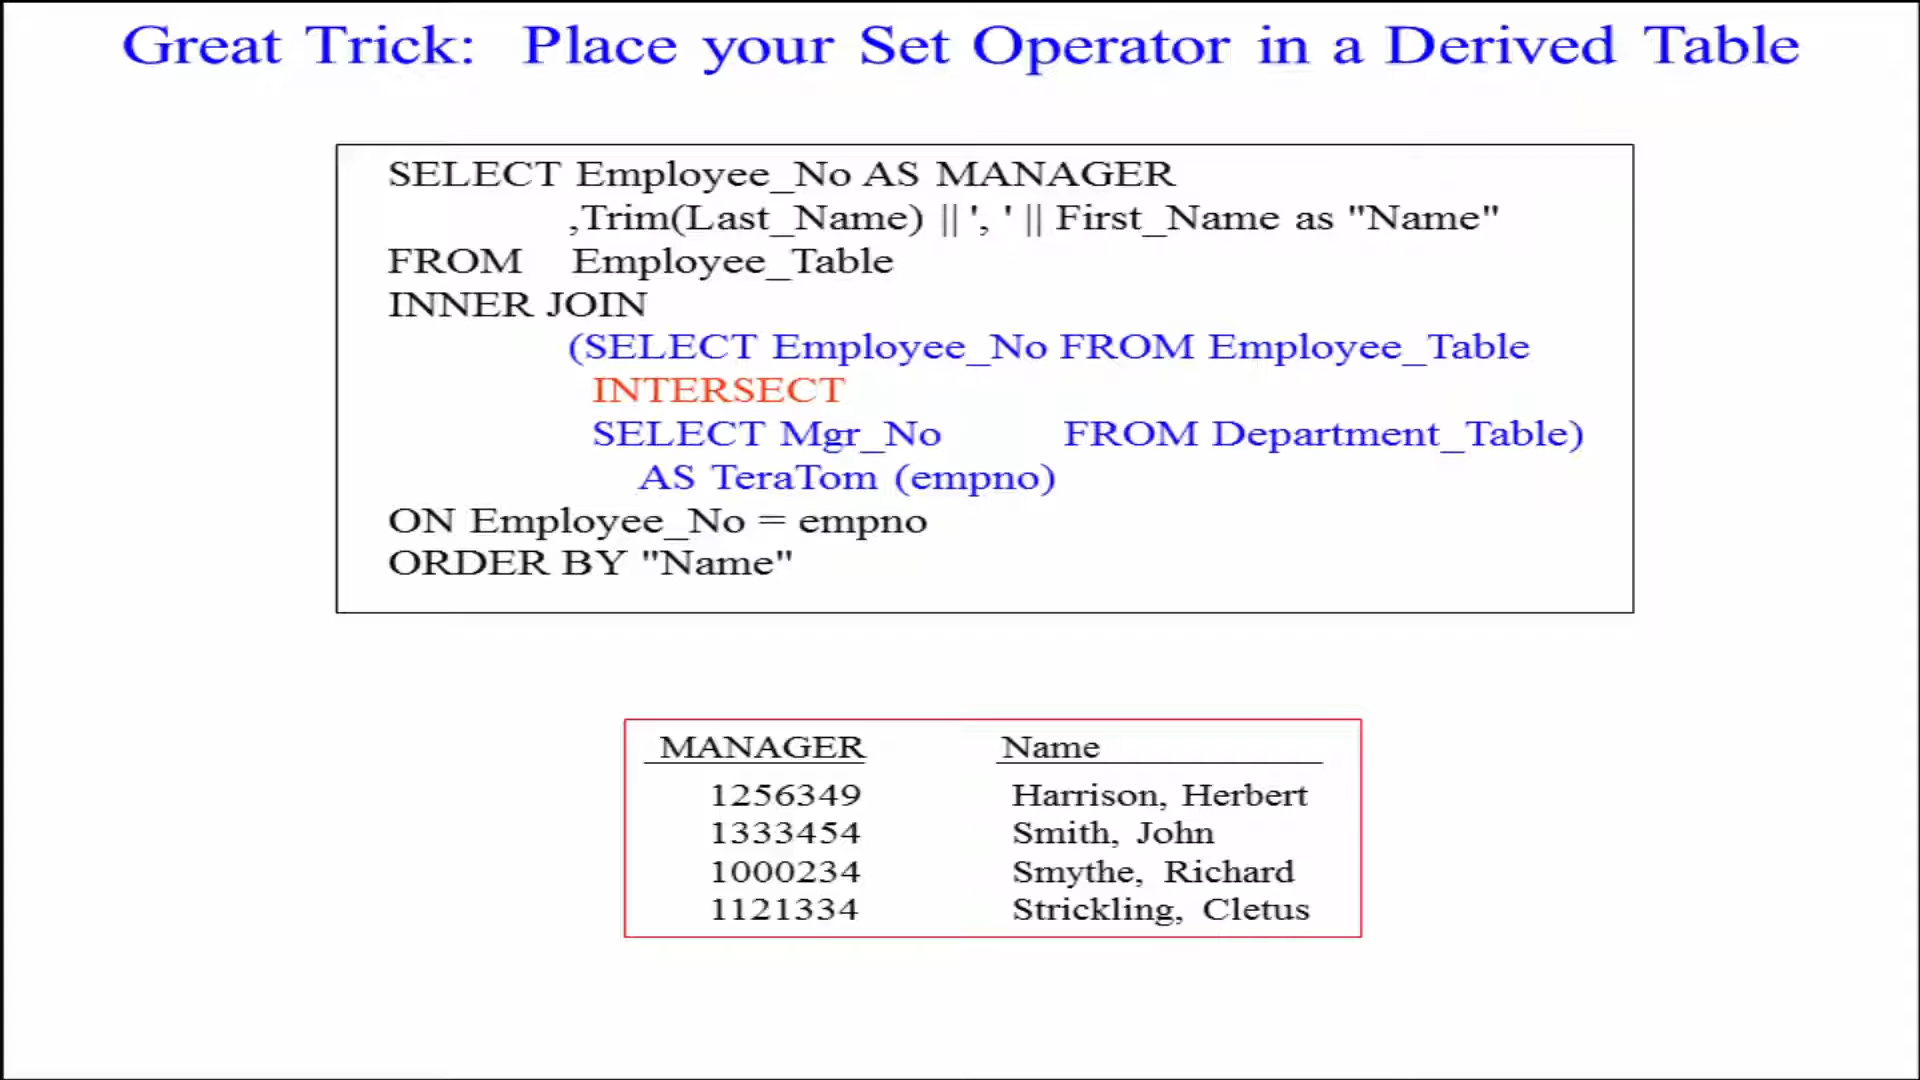 Great Trick: Place your Set Operator in a Derived Table
SELECT Employee_No AS MANAGER
,Trim(Last_Name) || ', ' || First_Name as "Name"
FROM Employee_Table
INNER JOIN
(SELECT Employee_No FROM Employee_Table
INTERSECT
SELECT Mgr_No FROM Department_Table)
AS TeraTom (empno)
ON Employee_No = empno
ORDER BY "Name"
MANAGER Name
1256349 Harrison, Herbert
1333454 Smith, John
1000234 Smythe, Richard
1121334 Strickling, Cletus